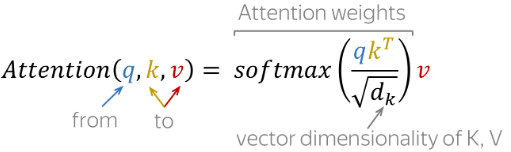 Attention weights
Attention(q, k, v) = softmax(qk^T / √d_k) v
from to
vector dimensionality of K, V